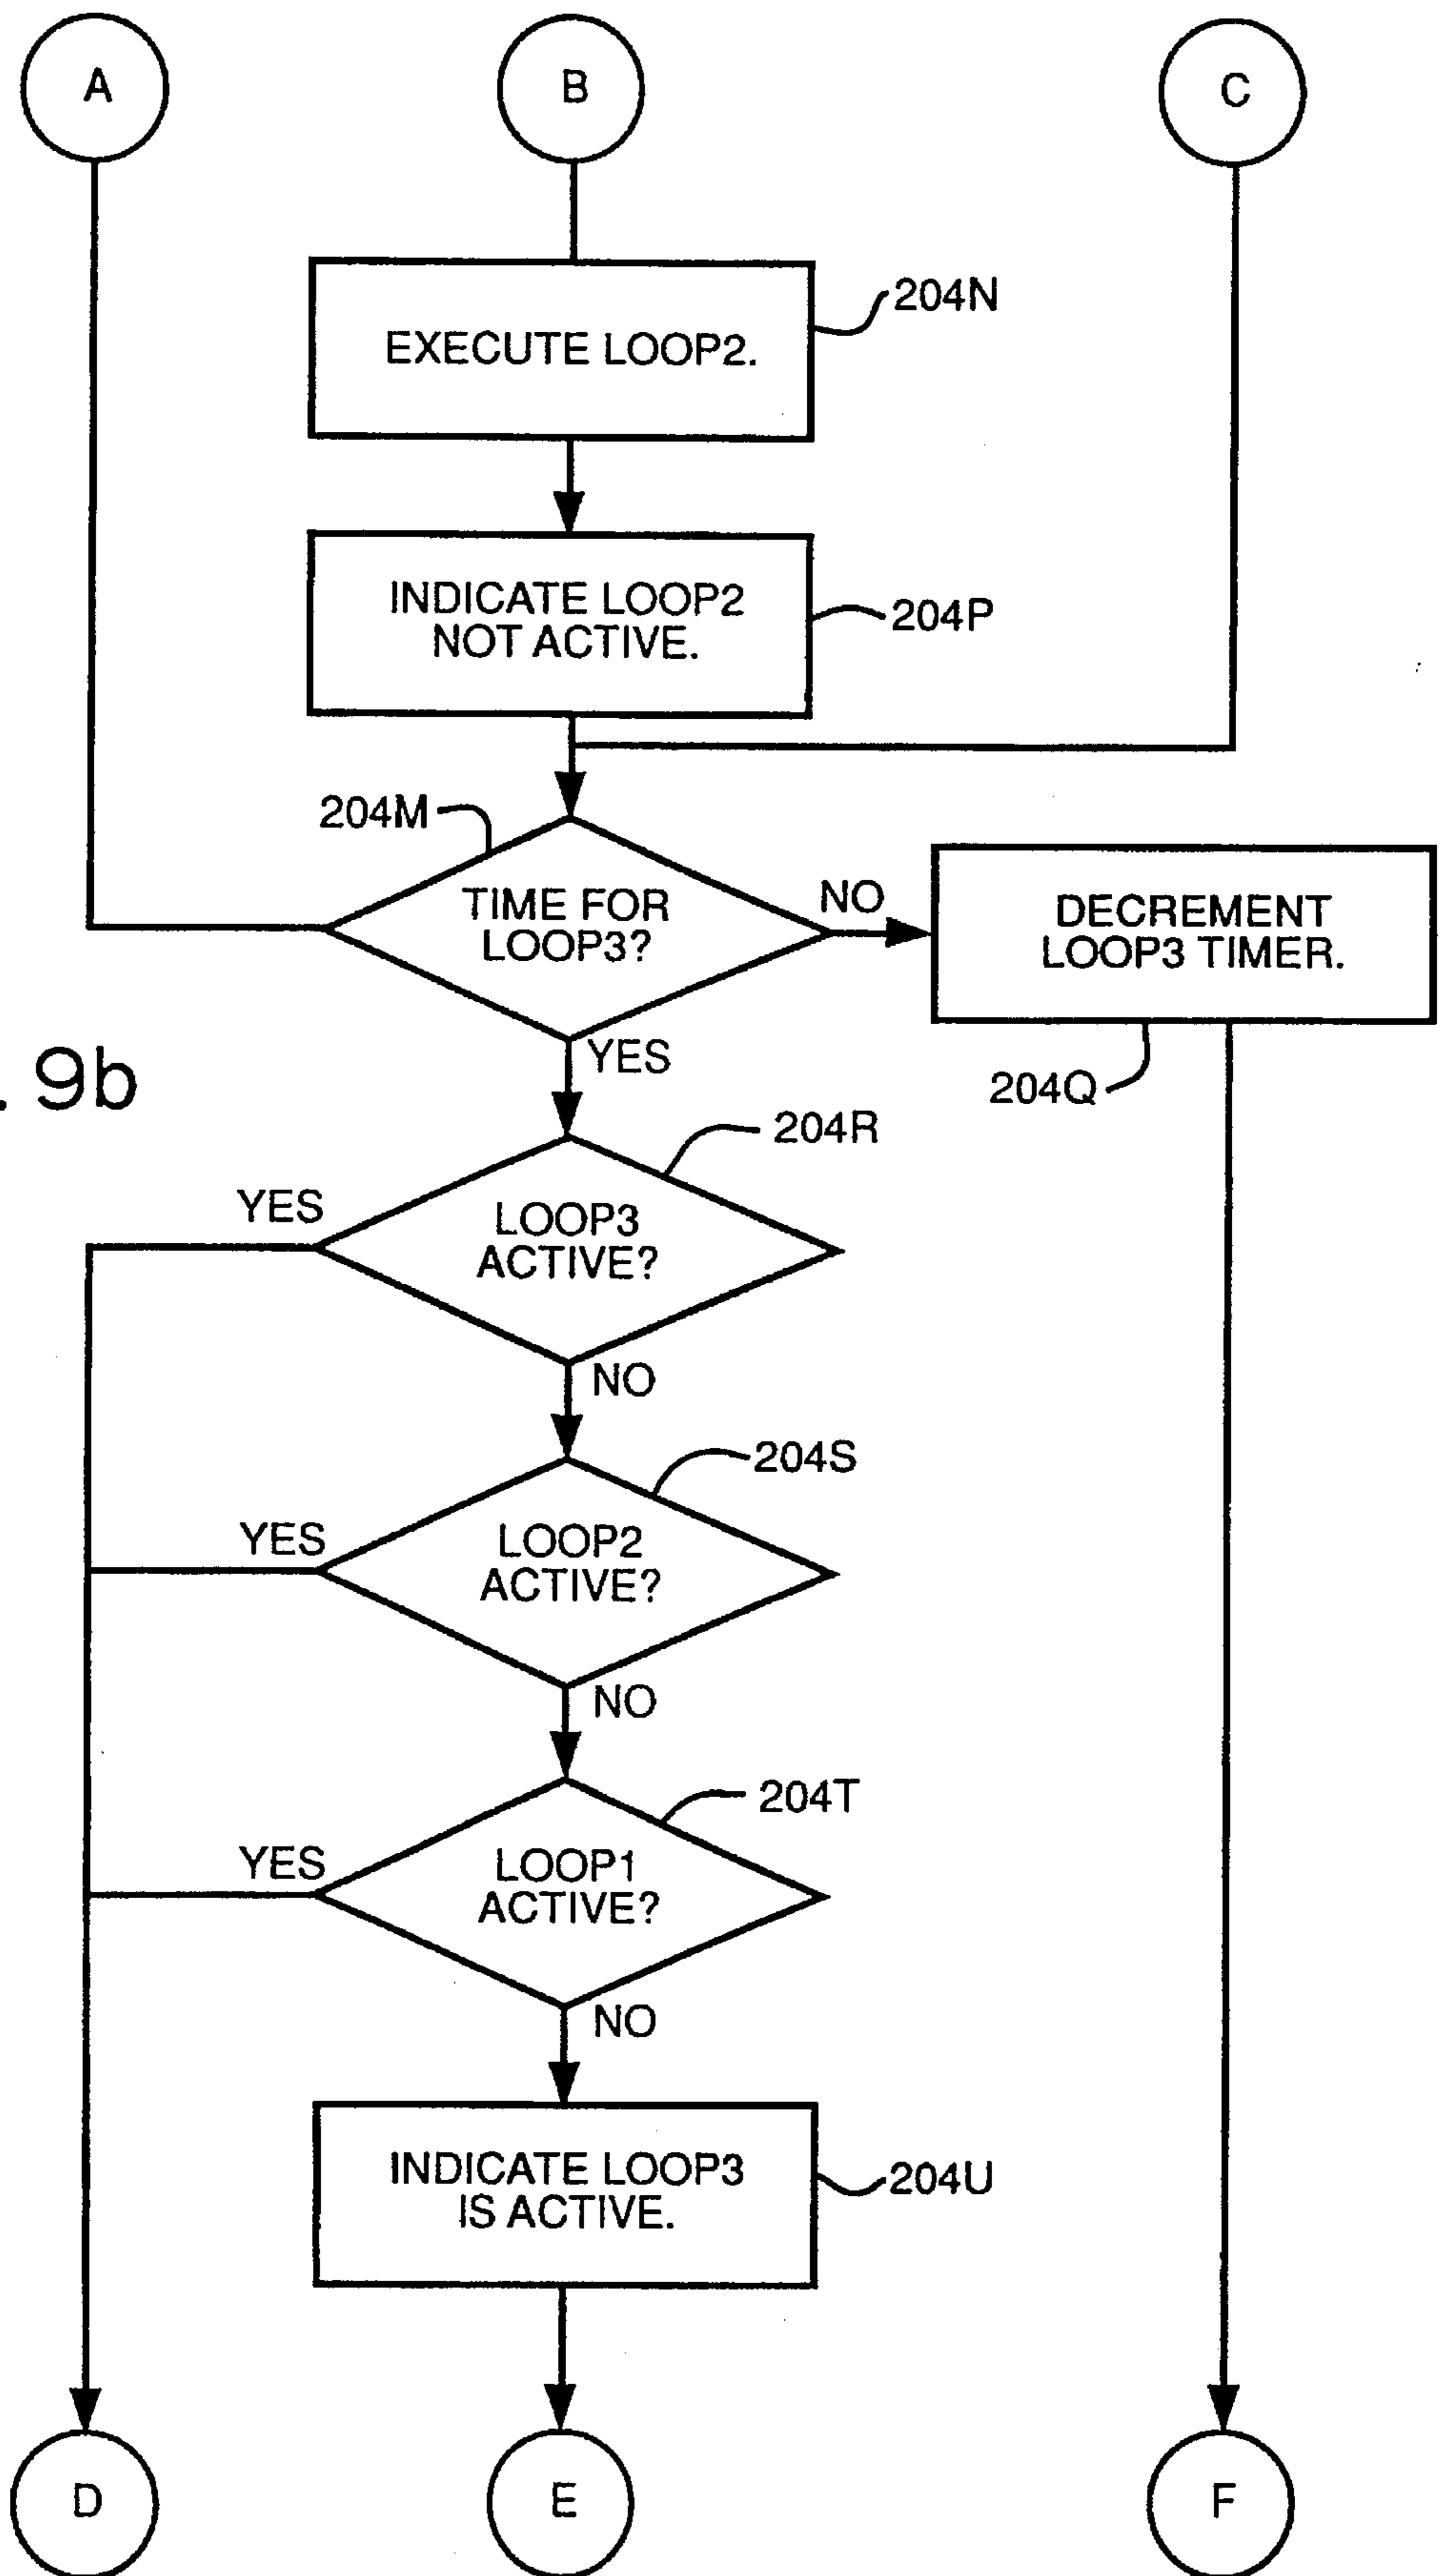 A
B
C
204N
EXECUTE LOOP2.
INDICATE LOOP2
NOT ACTIVE.
204P
204M
TIME FOR
LOOP3?
NO
DECREMENT
LOOP3 TIMER.
YES
204Q
. 9b
204R
YES
LOOP3
ACTIVE?
NO
204S
YES
LOOP2
ACTIVE?
NO
204T
YES
LOOP1
ACTIVE?
NO
INDICATE LOOP3
IS ACTIVE.
204U
D
E
F